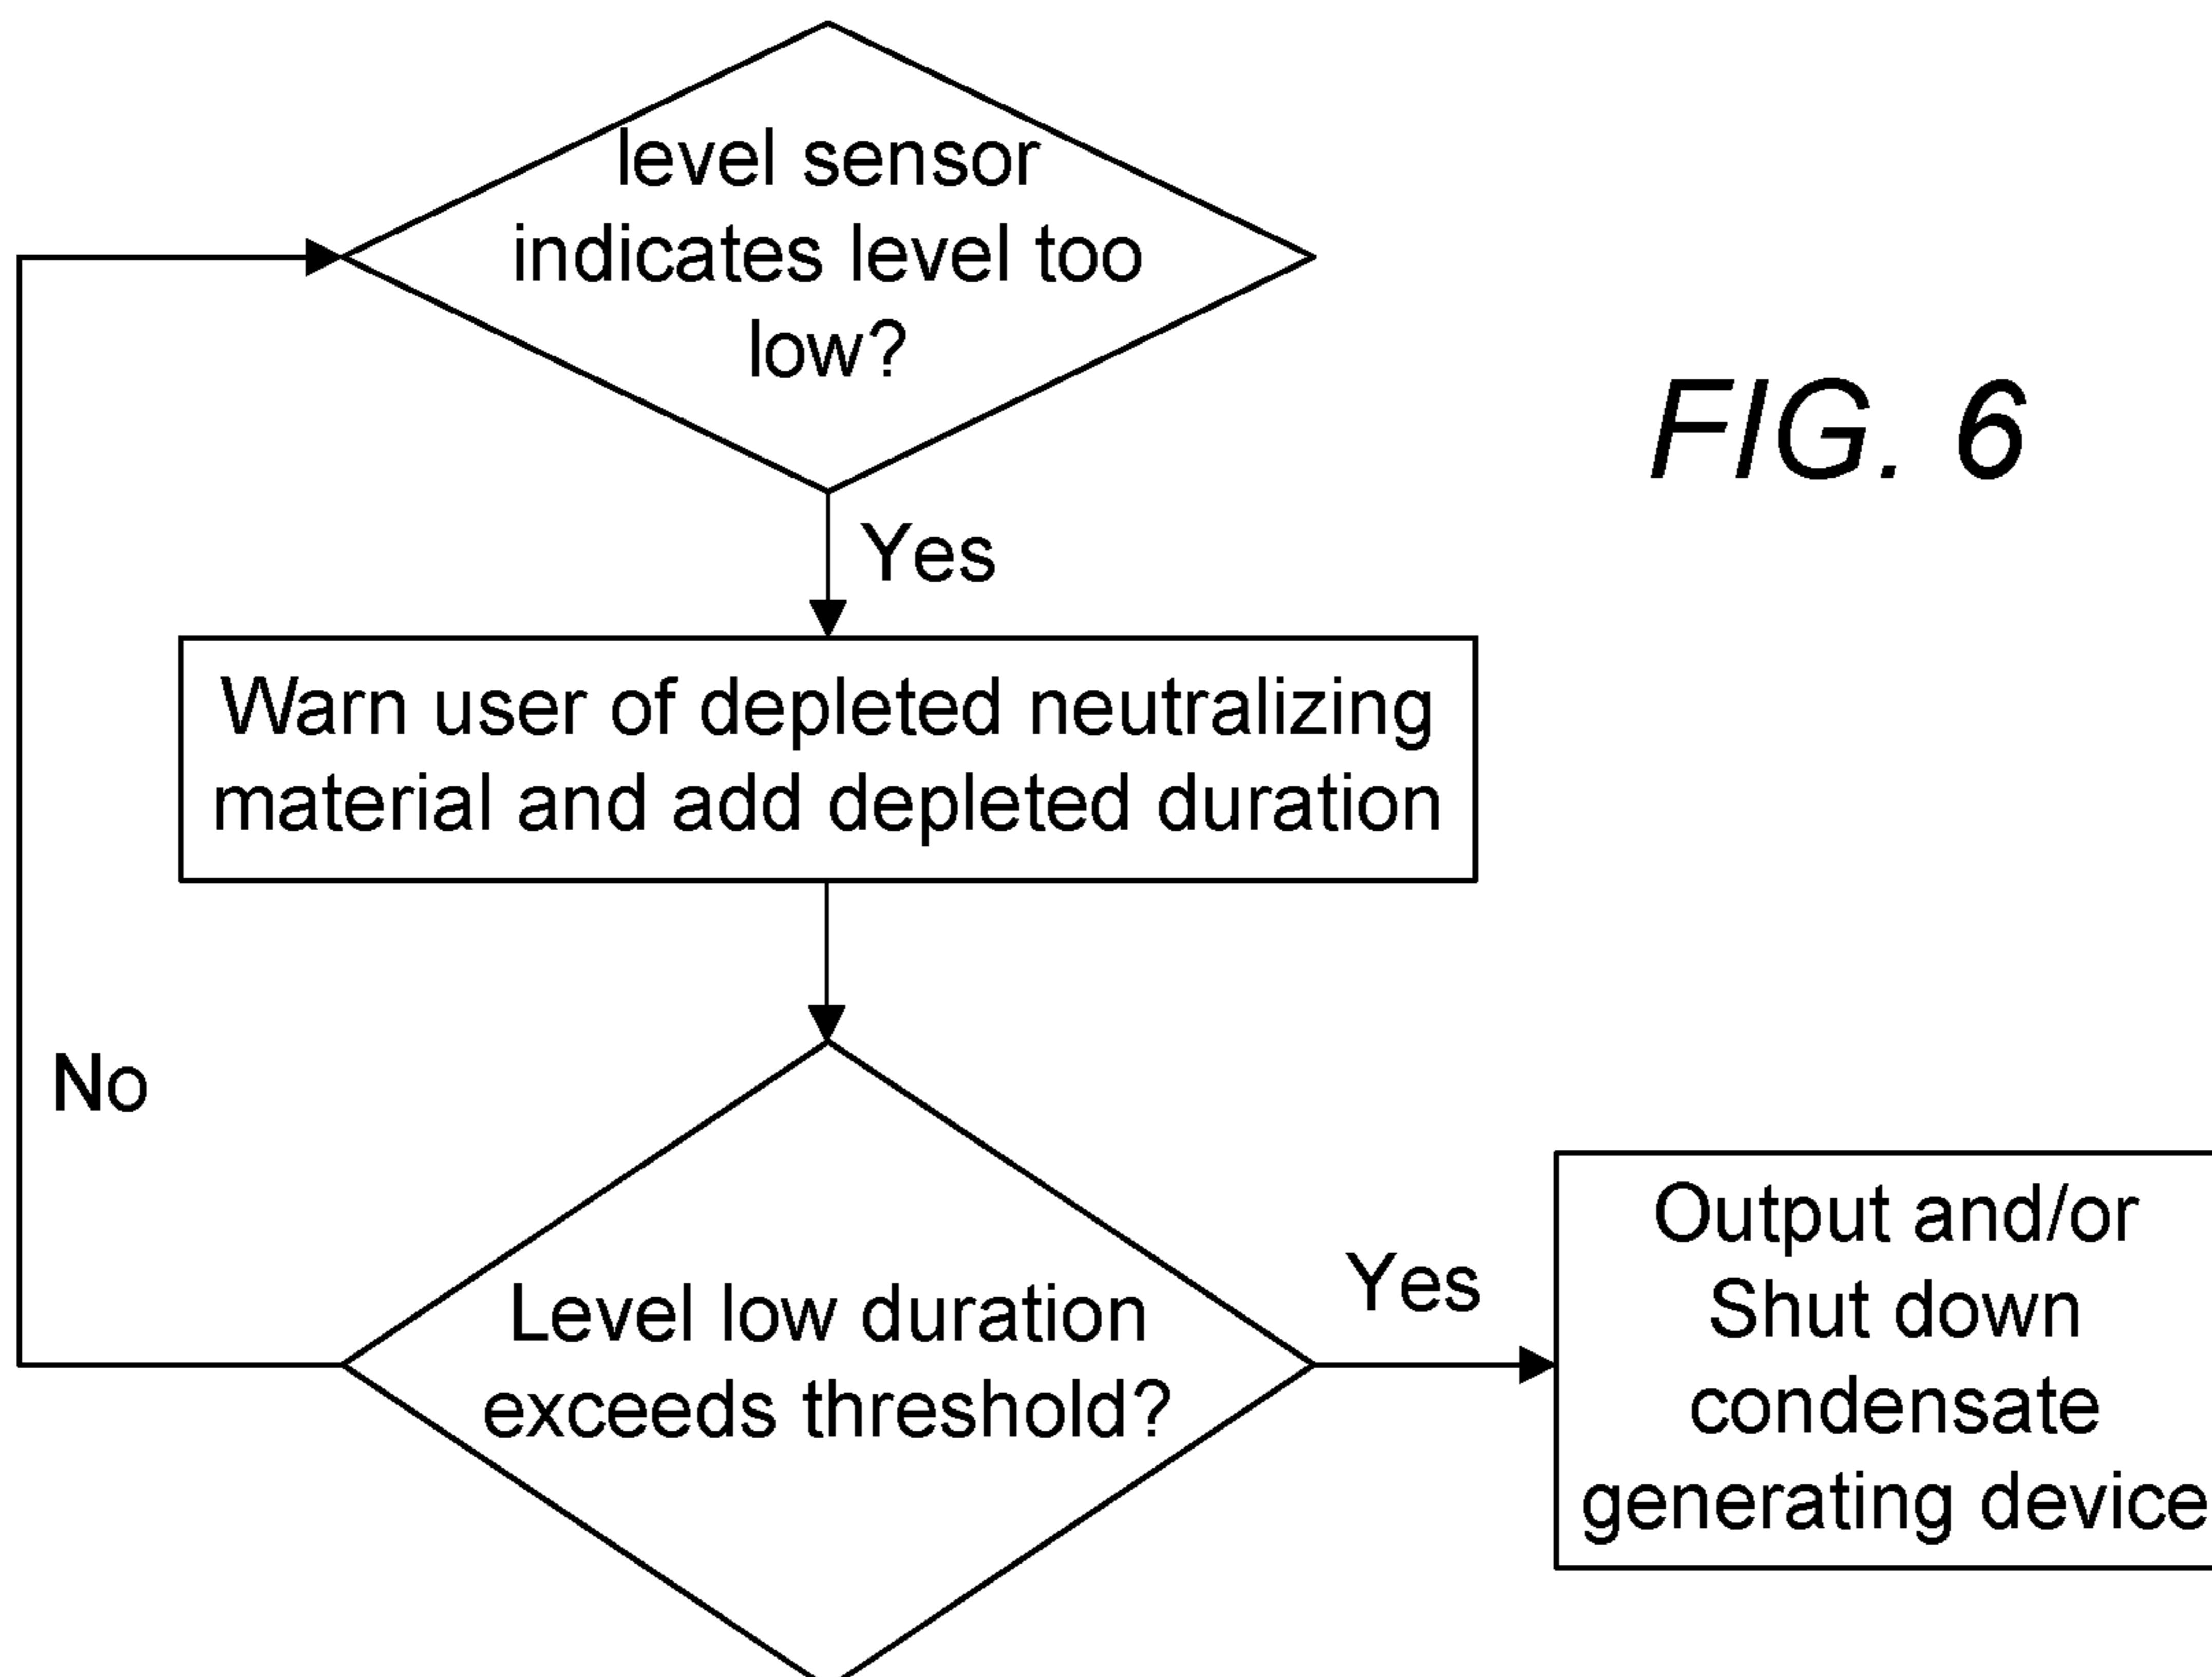 level sensor
indicates level too
low?
FIG. 6
Yes
Warn user of depleted neutralizing
material and add depleted duration
No
Level low duration
exceeds threshold?
Yes
Output and/or
Shut down
condensate
generating device